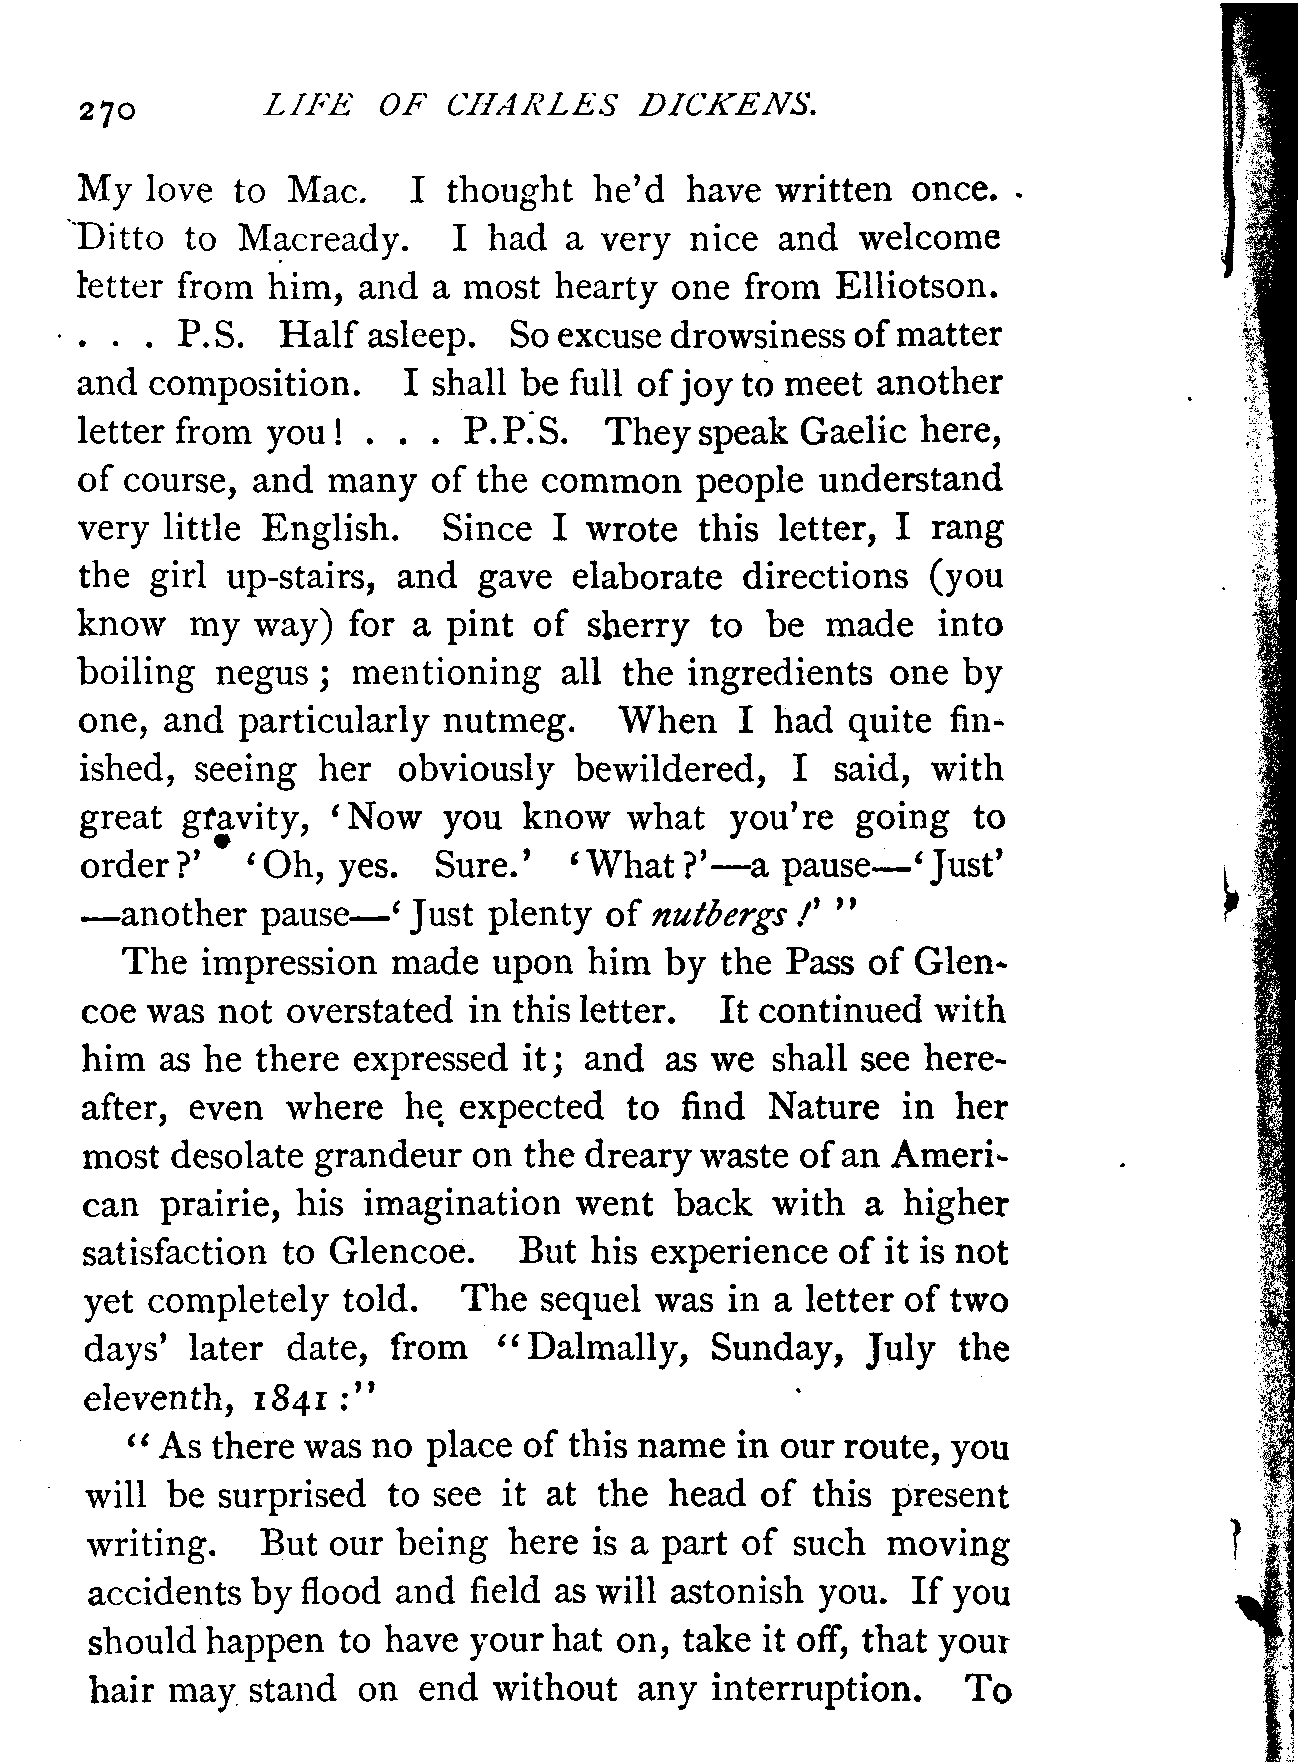 270 LIFE OF CHARLES DICKENS.
My love to Mac. I thought he'd have written once.
Ditto to Macready. I had a very nice and welcome
letter from him, and a most hearty one from Elliotson.
. . . P.S. Half asleep. So excuse drowsiness of matter
and composition. I shall be full of joy to meet another
letter from you! . . . P.P.S. They speak Gaelic here,
of course, and many of the common people understand
very little English. Since I wrote this letter, I rang
the girl up-stairs, and gave elaborate directions (you
know my way) for a pint of sherry to be made into
boiling negus; mentioning all the ingredients one by
one, and particularly nutmeg. When I had quite fin-
ished, seeing her obviously bewildered, I said, with
great gravity, 'Now you know what you're going to
order?' 'Oh, yes. Sure.' 'What?'—a pause—'Just'
—another pause—'Just plenty of nutbergs!' "
The impression made upon him by the Pass of Glen-
coe was not overstated in this letter. It continued with
him as he there expressed it; and as we shall see here-
after, even where he expected to find Nature in her
most desolate grandeur on the dreary waste of an Ameri-
can prairie, his imagination went back with a higher
satisfaction to Glencoe. But his experience of it is not
yet completely told. The sequel was in a letter of two
days' later date, from "Dalmally, Sunday, July the
eleventh, 1841:"
"As there was no place of this name in our route, you
will be surprised to see it at the head of this present
writing. But our being here is a part of such moving
accidents by flood and field as will astonish you. If you
should happen to have your hat on, take it off, that your
hair may stand on end without any interruption. To